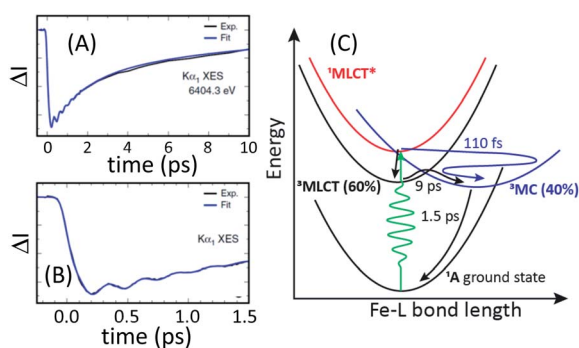 (A)
Exp.
Fit
Kα₁ XES
6404.3 eV
ΔI
0 2 4 6 8 10
time (ps)
(B)
Exp.
Fit
Kα₁ XES
ΔI
0.0 0.5 1.0 1.5
time (ps)
(C)
¹MLCT*
110 fs
³MLCT (60%)
9 ps
³MC (40%)
1.5 ps
¹A ground state
Energy
Fe-L bond length